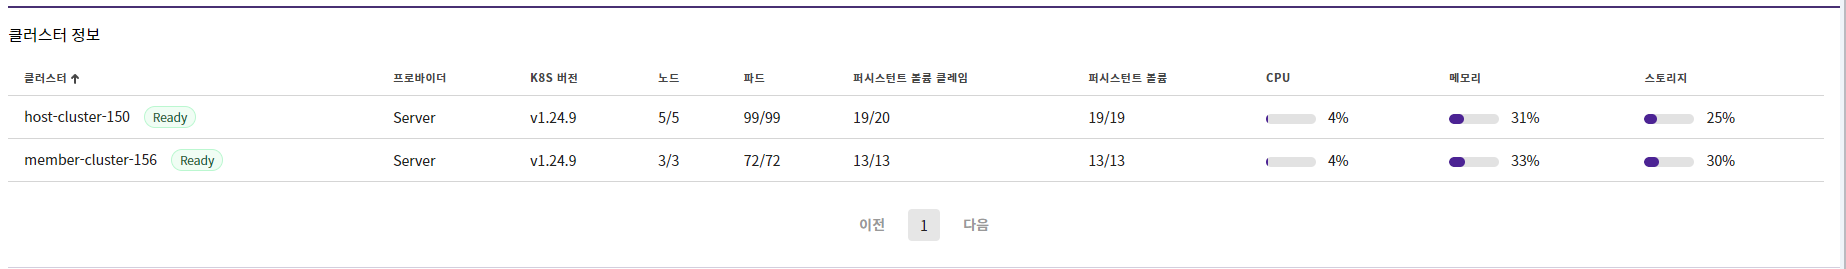 클러스터 정보
클러스터 프로바이더 K8S 버전 노드 파드 퍼시스턴트 볼륨 클레임 퍼시스턴트 볼륨 CPU 메모리 스토리지
host-cluster-150 Ready Server v1.24.9 5/5 99/99 19/20 19/19 4% 31% 25%
member-cluster-156 Ready Server v1.24.9 3/3 72/72 13/13 13/13 4% 33% 30%
이전 1 다음